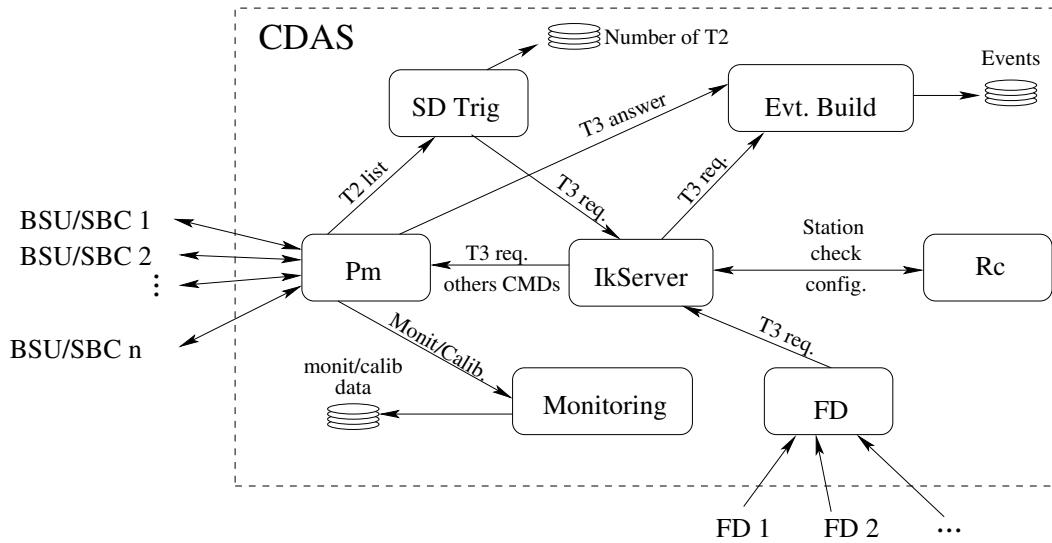 CDAS
Number of T2
Events
SD Trig
Evt. Build
T3 answer
T2 list
T3 req.
T3 req.
BSU/SBC 1
BSU/SBC 2
...
BSU/SBC n
Pm
T3 req.
others CMDs
IkServer
Station
check
config.
Rc
Monit/Calib.
T3 req.
monit/calib
data
Monitoring
FD
FD 1
FD 2
...